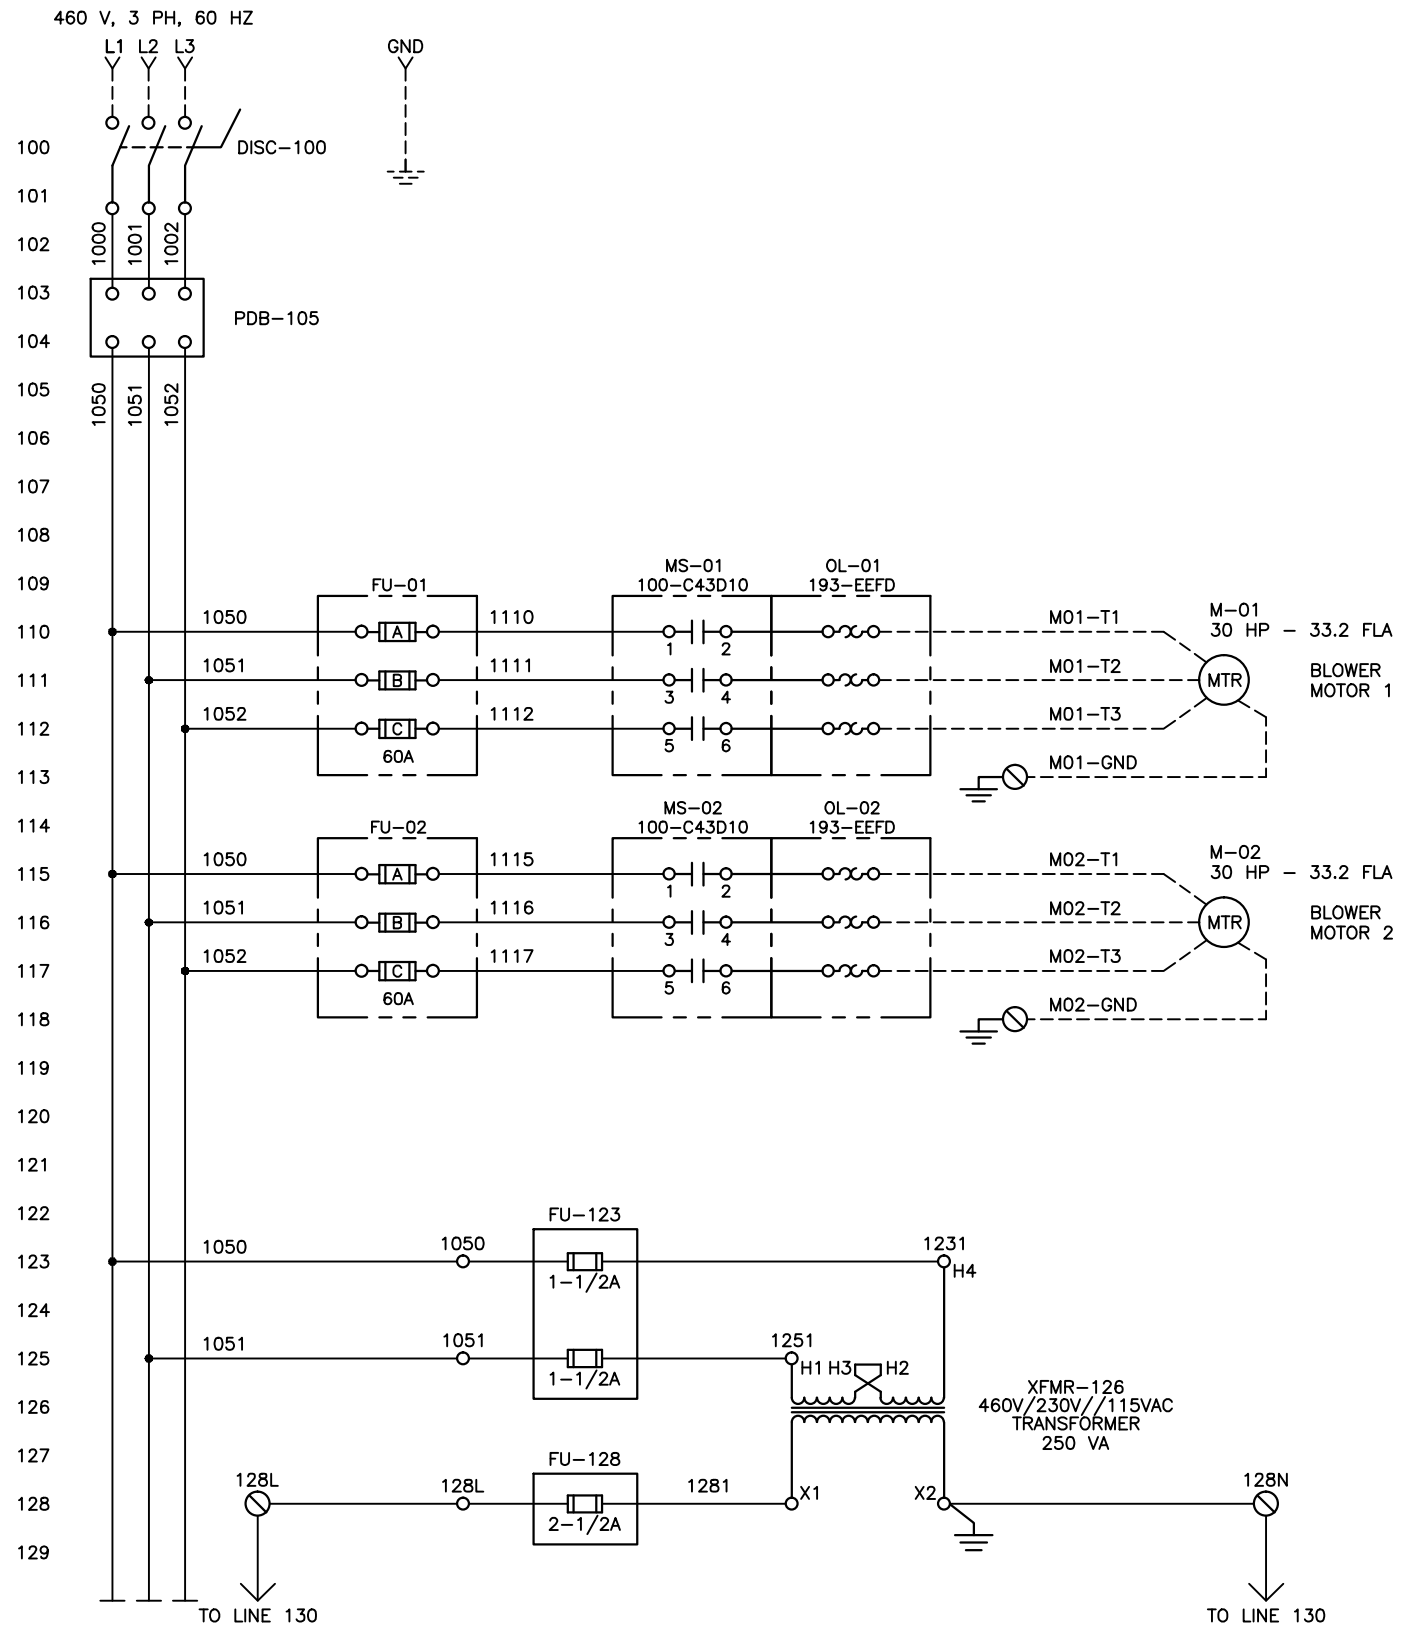 460 V, 3 PH, 60 HZ
L1 L2 L3
GND
100
DISC-100
101
1000
1001
1002
102
103
PDB-105
104
105
1050
1051
1052
106
107
108
109
FU-01
MS-01
100-C43D10
OL-01
193-EEFD
110
1050
A
1110
1
2
M01-T1
M-01
30 HP - 33.2 FLA
111
1051
B
1111
3
4
M01-T2
MTR
BLOWER
MOTOR 1
112
1052
C
1112
5
6
M01-T3
60A
113
M01-GND
114
FU-02
MS-02
100-C43D10
OL-02
193-EEFD
115
1050
A
1115
1
2
M02-T1
M-02
30 HP - 33.2 FLA
116
1051
B
1116
3
4
M02-T2
MTR
BLOWER
MOTOR 2
117
1052
C
1117
5
6
M02-T3
60A
118
M02-GND
119
120
121
122
FU-123
123
1050
1050
1-1/2A
1231
H4
124
125
1051
1051
1-1/2A
1251
H1 H3 H2
126
XFMR-126
460V/230V//115VAC
TRANSFORMER
250 VA
127
FU-128
128
128L
128L
2-1/2A
1281
X1
X2
128N
129
TO LINE 130
TO LINE 130